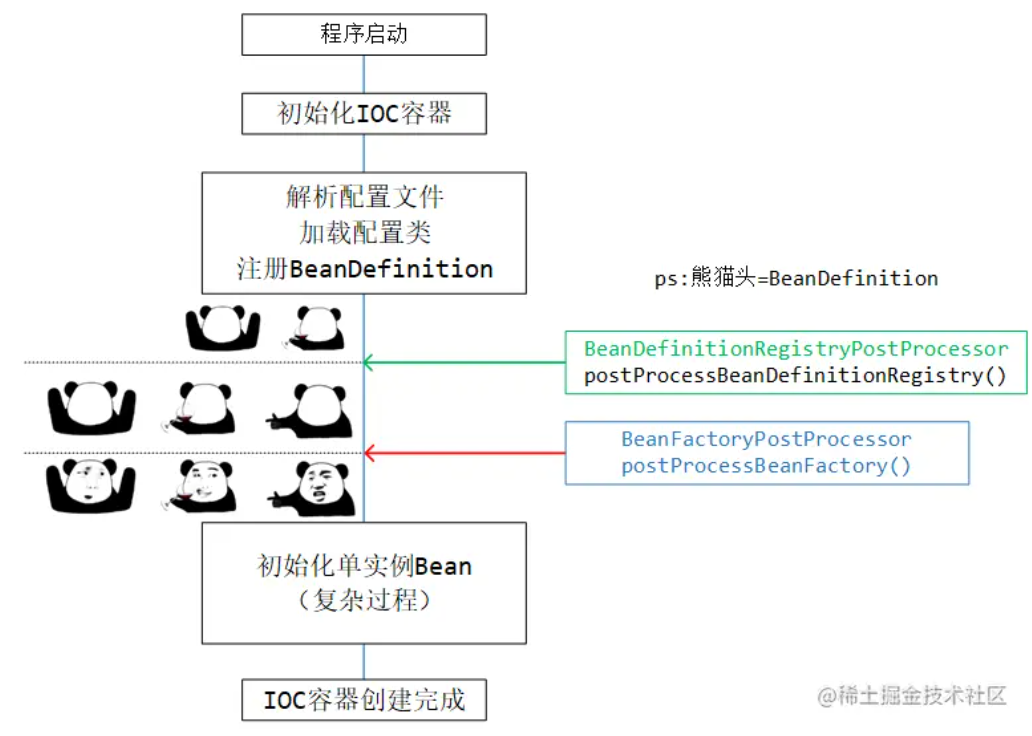 程序启动
初始化IOC容器
解析配置文件
加载配置类
注册BeanDefinition
ps:熊猫头=BeanDefinition
BeanDefinitionRegistryPostProcessor
postProcessBeanDefinitionRegistry()
BeanFactoryPostProcessor
postProcessBeanFactory()
初始化单实例Bean
（复杂过程）
IOC容器创建完成
@稀土掘金技术社区